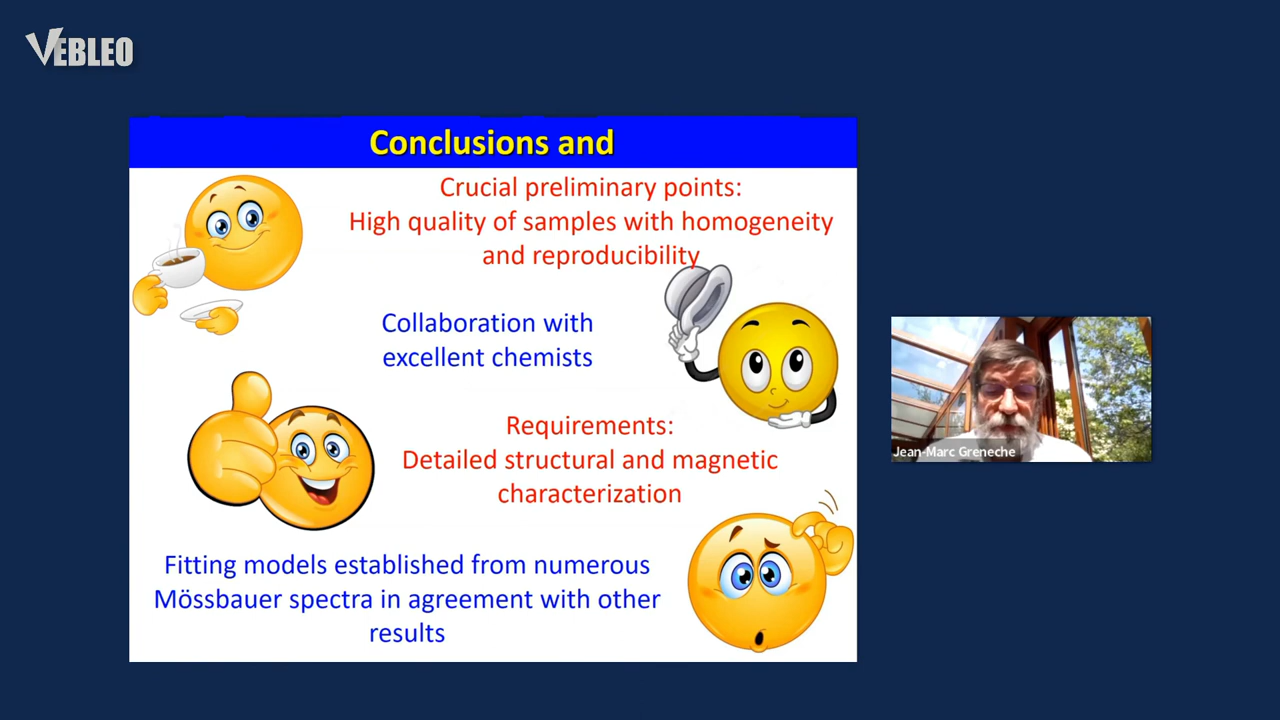 VEBLEO
Conclusions and
Crucial preliminary points:
High quality of samples with homogeneity
and reproducibility
Collaboration with
excellent chemists
Requirements:
Detailed structural and magnetic
characterization
Fitting models established from numerous
Mössbauer spectra in agreement with other
results
Jean-Marc Greneche